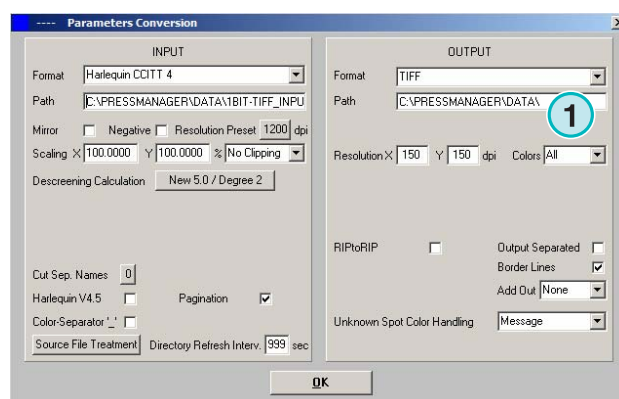 ---- Parameters Conversion
INPUT
Format Harlequin CCITT 4
Path C:\PRESSMANAGER\DATA\1BIT-TIFF_INPU
Mirror Negative Resolution Preset 1200 dpi
Scaling X 100.0000 Y 100.0000 % No Clipping
Descreening Calculation New 5.0 / Degree 2
Cut Sep. Names 0
Harlequin V4.5 Pagination
Color-Separator '_'
Source File Treatment Directory Refresh Interv. 999 sec
OUTPUT
Format TIFF
Path C:\PRESSMANAGER\DATA\
1
Resolution X 150 Y 150 dpi Colors All
RIPtoRIP Output Separated
Border Lines
Add Out None
Unknown Spot Color Handling Message
OK